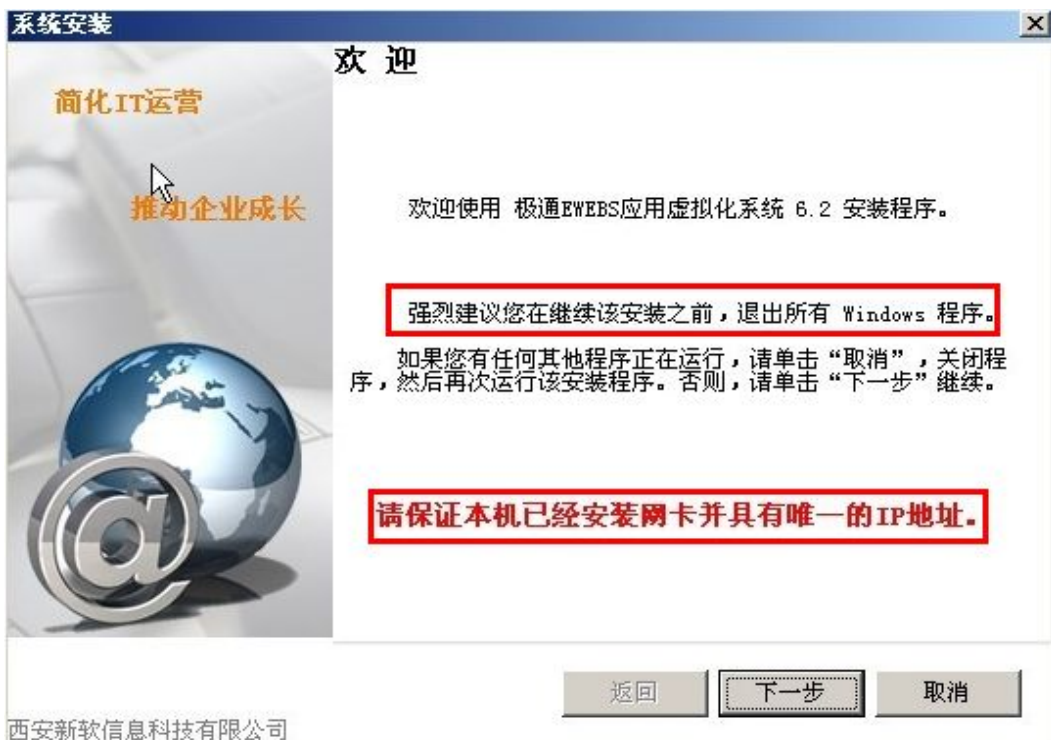 系统安装
欢 迎
简化IT运营
推动企业成长
欢迎使用 极通EWEBS应用虚拟化系统 6.2 安装程序。
强烈建议您在继续该安装之前，退出所有 Windows 程序。
如果您有任何其他程序正在运行，请单击“取消”，关闭程
序，然后再次运行该安装程序。否则，请单击“下一步”继续。
请保证本机已经安装网卡并具有唯一的IP地址。
返回
下一步
取消
西安新软信息科技有限公司